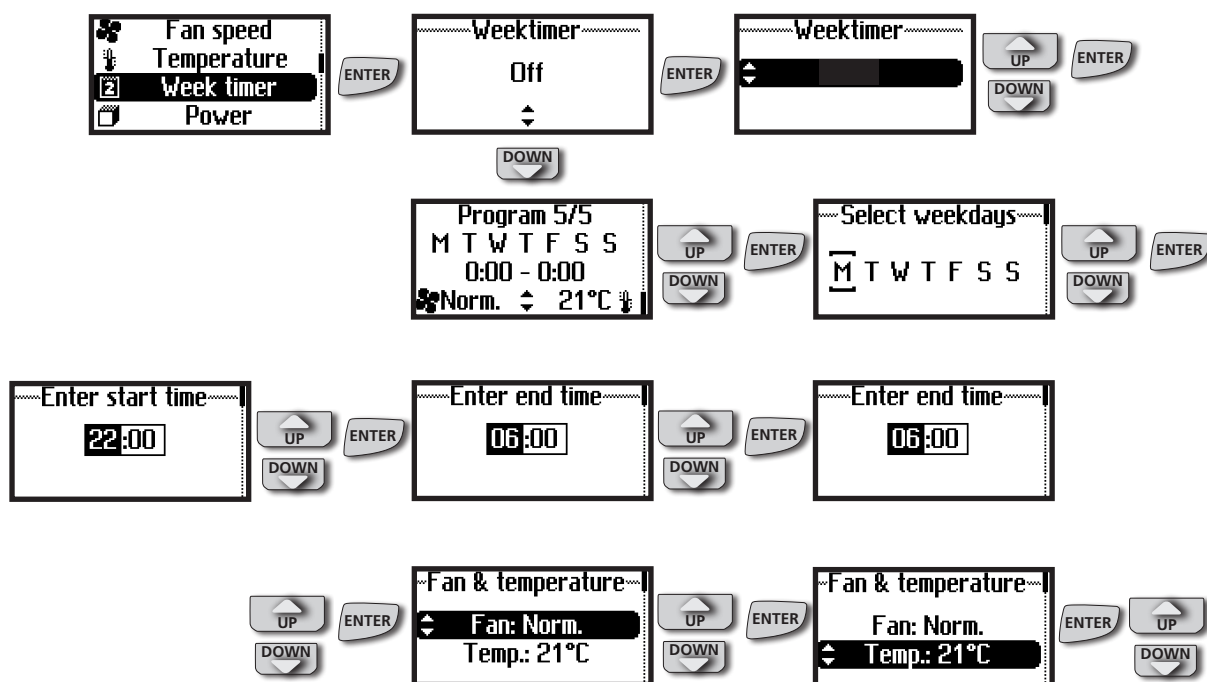 Fan speed
Temperature
2 Week timer
Power
ENTER
Weektimer
Off
ENTER
DOWN
Weektimer
UP
DOWN
ENTER
Program 5/5
M T W T F S S
0:00 - 0:00
Norm. 21°C
UP
DOWN
ENTER
Select weekdays
M T W T F S S
UP
DOWN
ENTER
Enter start time
22:00
UP
DOWN
ENTER
Enter end time
06:00
UP
DOWN
ENTER
Enter end time
06:00
UP
DOWN
ENTER
Fan & temperature
Fan: Norm.
Temp.: 21°C
UP
DOWN
ENTER
Fan & temperature
Fan: Norm.
Temp.: 21°C
ENTER
UP
DOWN